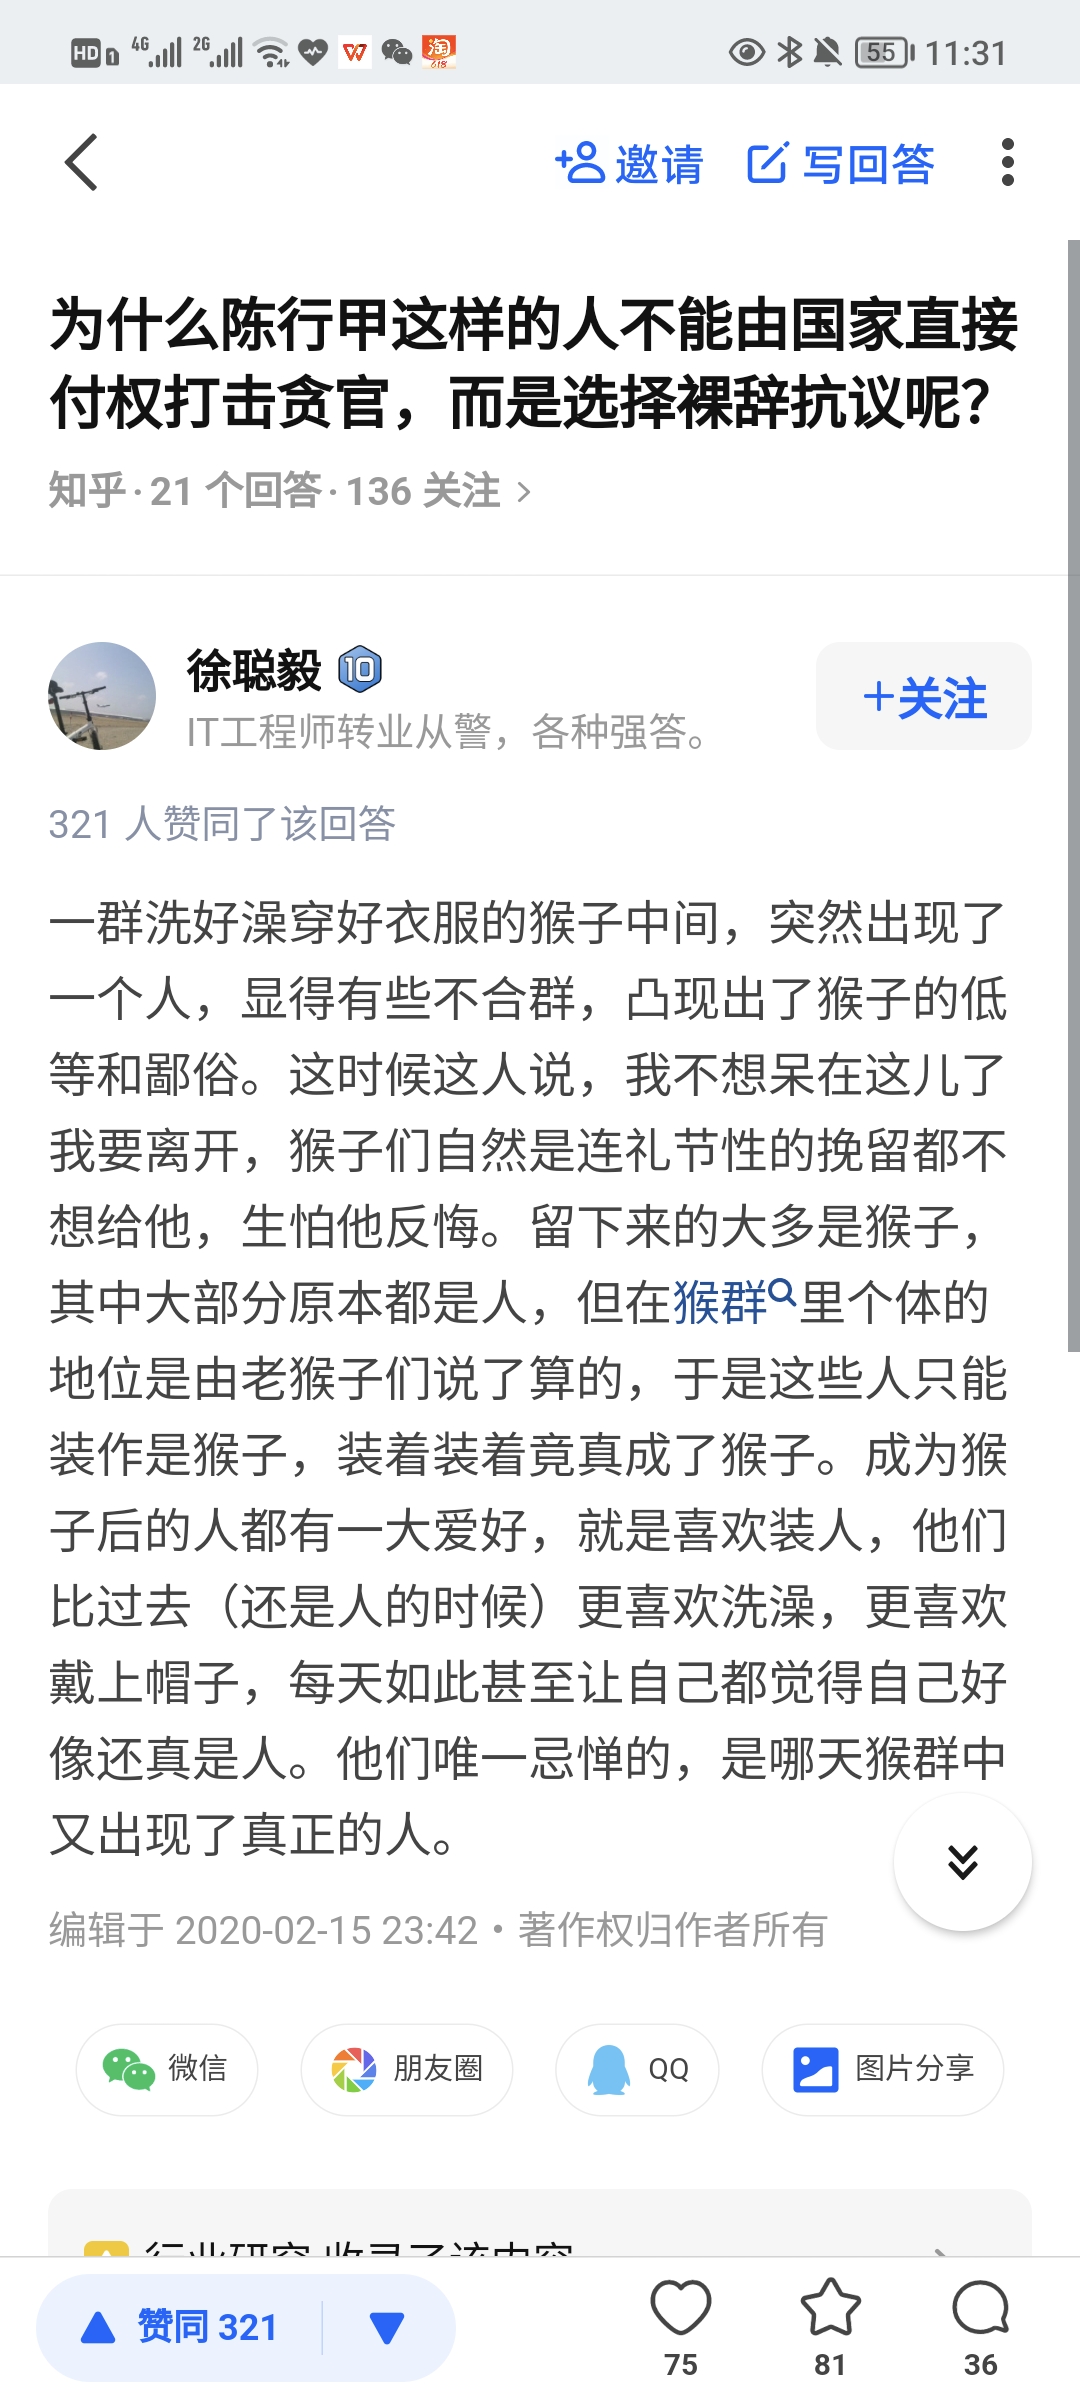 HD 1 4G 2G W 淘 618 55 11:31
邀请 写回答
为什么陈行甲这样的人不能由国家直接
付权打击贪官，而是选择裸辞抗议呢？
知乎 · 21 个回答 · 136 关注 >
徐聪毅 10
IT工程师转业从警，各种强答。
+关注
321 人赞同了该回答
一群洗好澡穿好衣服的猴子中间，突然出现了
一个人，显得有些不合群，凸现出了猴子的低
等和鄙俗。这时候这人说，我不想呆在这儿了
我要离开，猴子们自然是连礼节性的挽留都不
想给他，生怕他反悔。留下来的大多是猴子，
其中大部分原本都是人，但在猴群里个体的
地位是由老猴子们说了算的，于是这些人只能
装作是猴子，装着装着竟真成了猴子。成为猴
子后的人都有一大爱好，就是喜欢装人，他们
比过去（还是人的时候）更喜欢洗澡，更喜欢
戴上帽子，每天如此甚至让自己都觉得自己好
像还真是人。他们唯一忌惮的，是哪天猴群中
又出现了真正的人。
编辑于 2020-02-15 23:42 · 著作权归作者所有
微信 朋友圈 QQ 图片分享
行业研究 收录了该内容
赞同 321 75 81 36